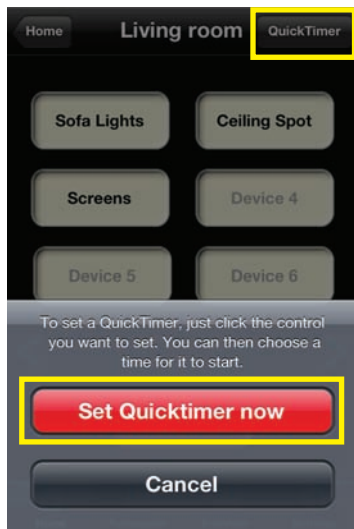 Home Living room QuickTimer
Sofa Lights Ceiling Spot
Screens Device 4
Device 5 Device 6
To set a QuickTimer, just click the control
you want to set. You can then choose a
time for it to start.
Set Quicktimer now
Cancel